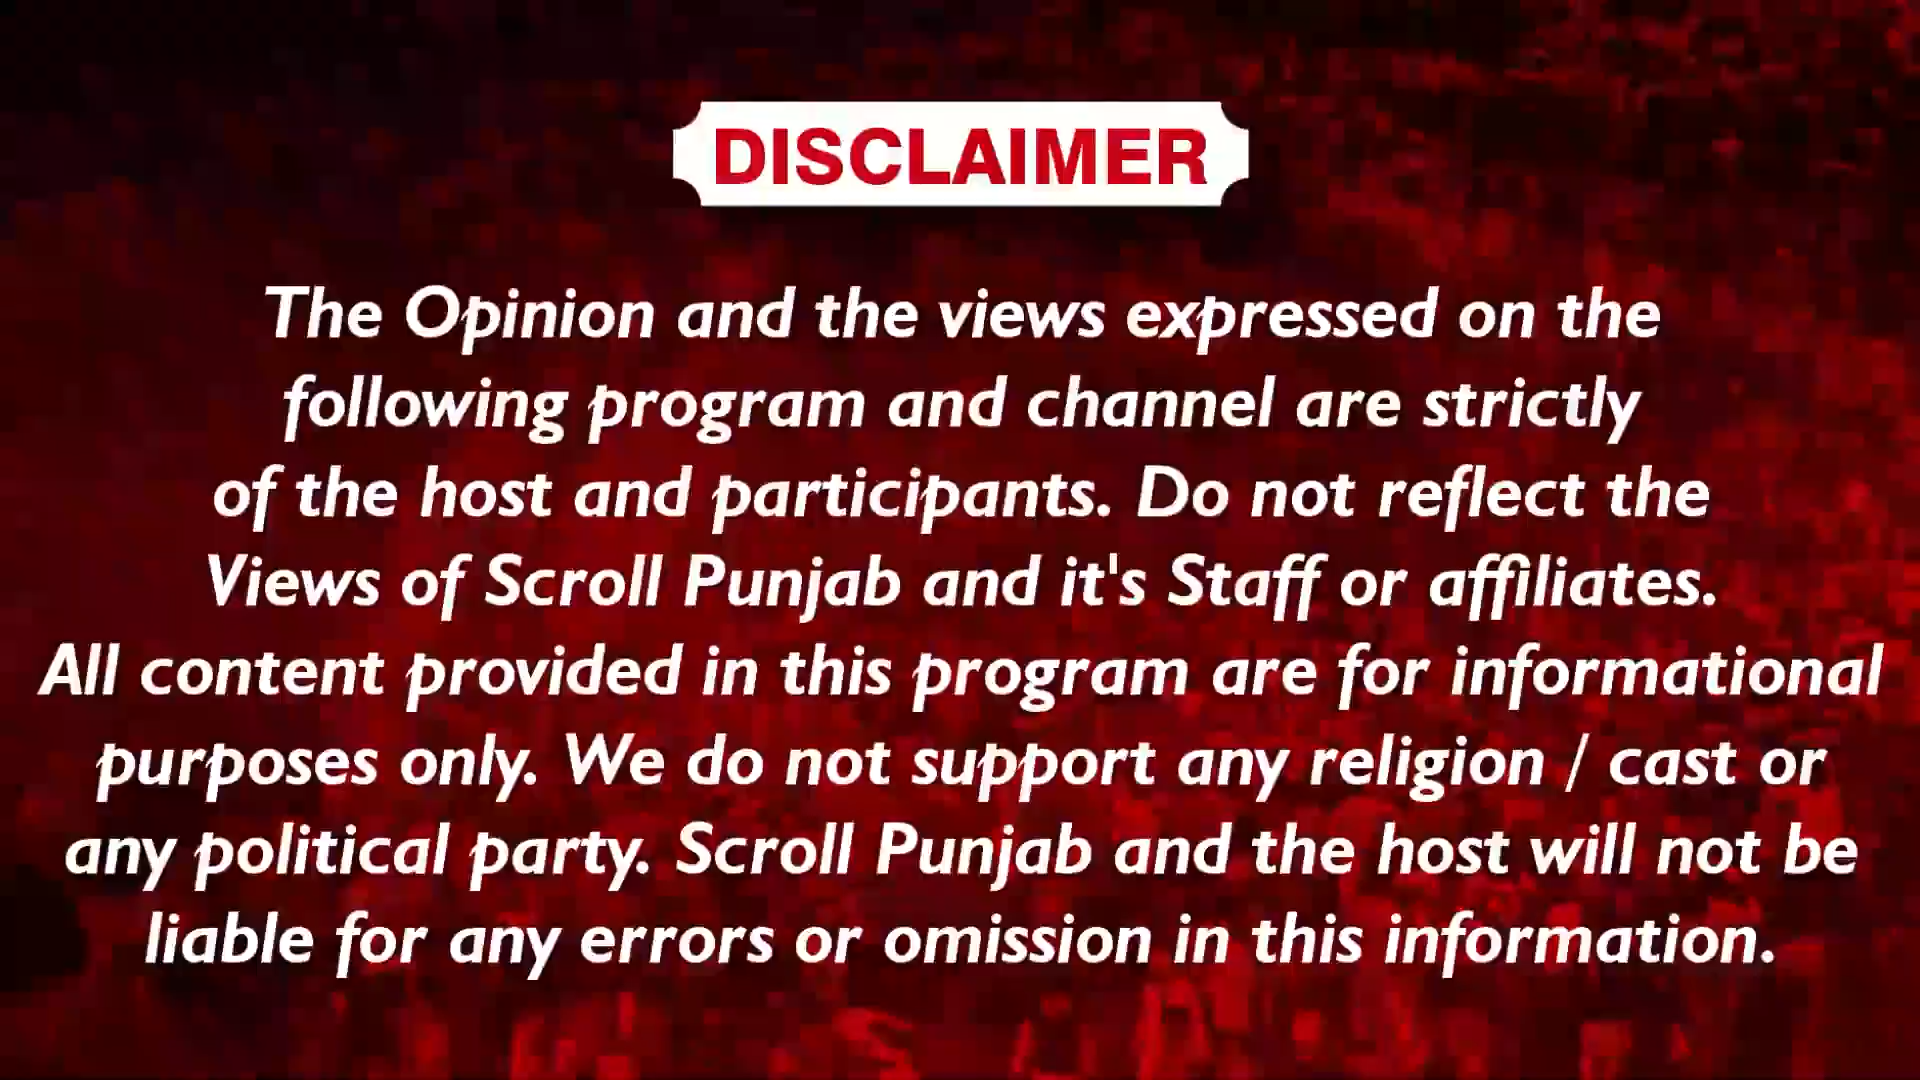 DISCLAIMER
The Opinion and the views expressed on the
following program and channel are strictly
of the host and participants. Do not reflect the
Views of Scroll Punjab and it's Staff or affiliates.
All content provided in this program are for informational
purposes only. We do not support any religion / cast or
any political party. Scroll Punjab and the host will not be
liable for any errors or omission in this information.